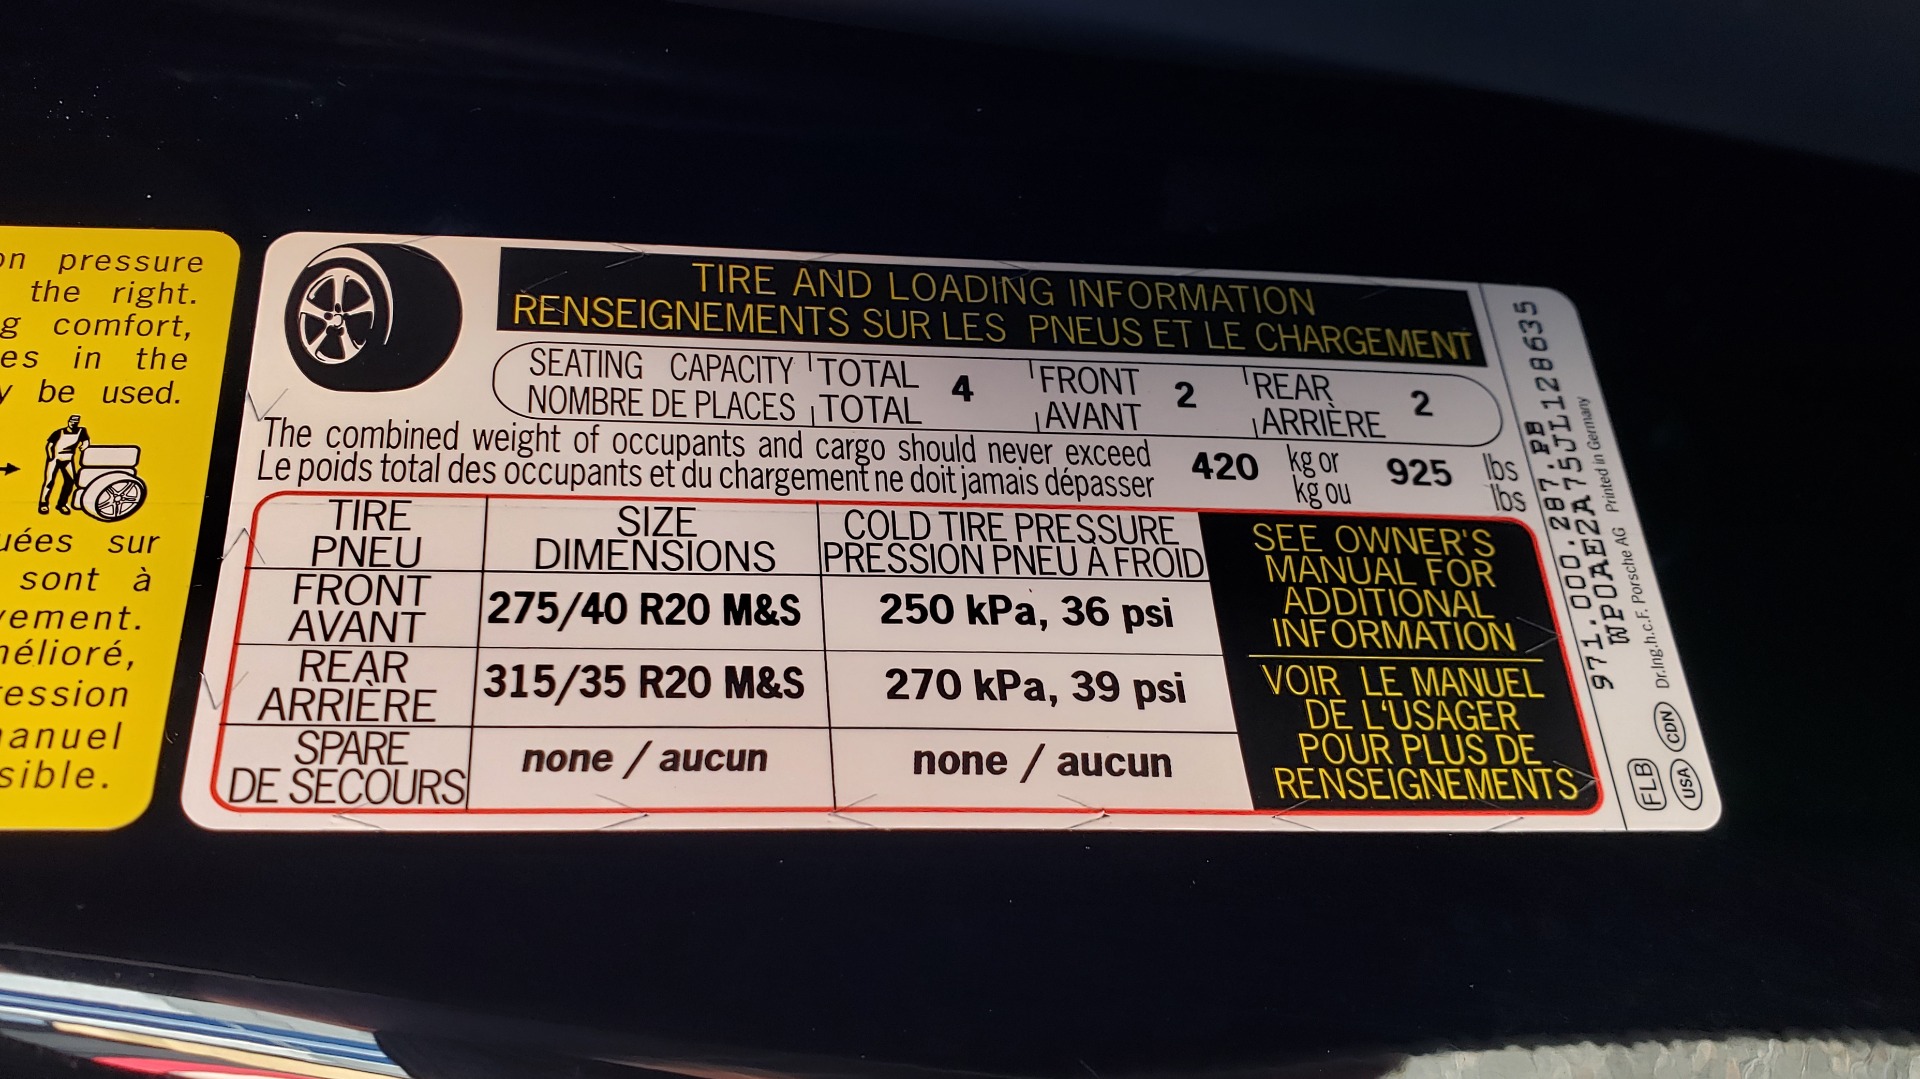 on pressure
the right.
g comfort,
es in the
y be used.
uées sur
sont à
vement.
nélioré,
ression
manuel
sible.
TIRE AND LOADING INFORMATION
RENSEIGNEMENTS SUR LES PNEUS ET LE CHARGEMENT
SEATING CAPACITY TOTAL 4 FRONT 2 REAR 2
NOMBRE DE PLACES TOTAL AVANT ARRIÈRE
The combined weight of occupants and cargo should never exceed 420 kg or 925 lbs
Le poids total des occupants et du chargement ne doit jamais dépasser kg ou lbs
TIRE SIZE COLD TIRE PRESSURE
PNEU DIMENSIONS PRESSION PNEU A FROID
FRONT
AVANT 275/40 R20 M&S 250 kPa, 36 psi
REAR
ARRIÈRE 315/35 R20 M&S 270 kPa, 39 psi
SPARE
DE SECOURS none / aucun none / aucun
SEE OWNER'S
MANUAL FOR
ADDITIONAL
INFORMATION
VOIR LE MANUEL
DE L'USAGER
POUR PLUS DE
RENSEIGNEMENTS
971.000.287.PB
WP0AE2A75JL128635
Dr.Ing.h.c.F. Porsche AG Printed in Germany
FLB CDN
USA